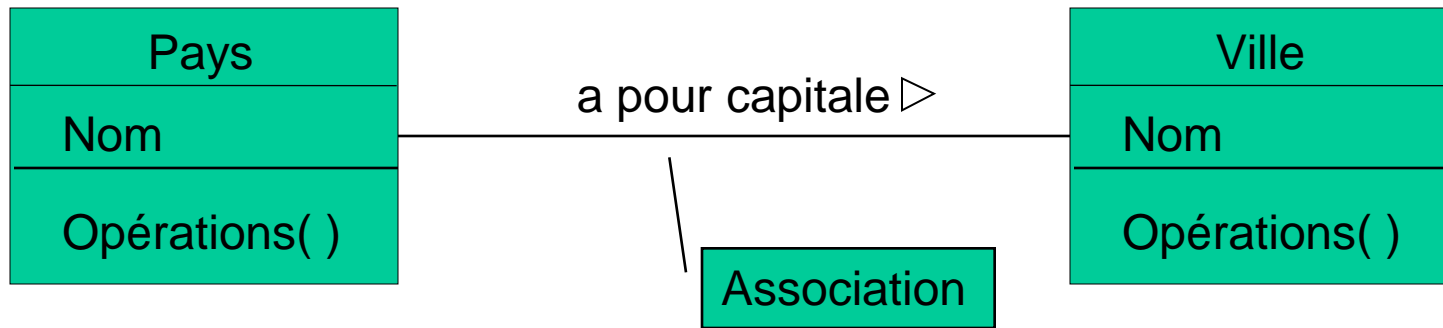 Pays
Nom
Opérations( )
a pour capitale
Association
Ville
Nom
Opérations( )